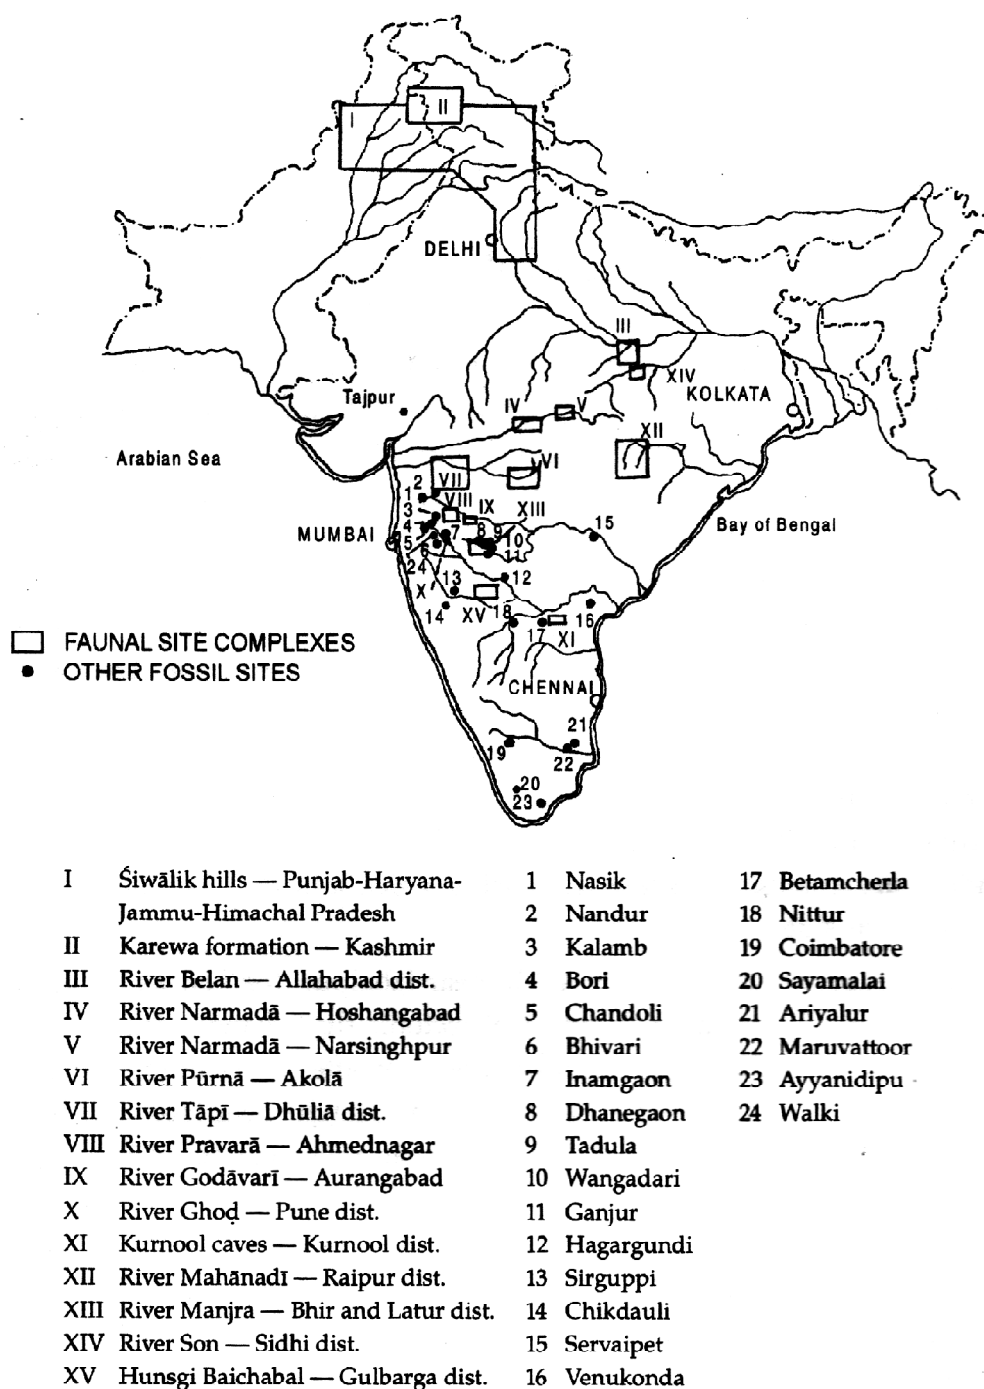 I
II
DELHI
III
XIV
KOLKATA
Tajpur
IV
V
XII
Arabian Sea
VI
VII
2
1
VIII
IX
XIII
3
15
Bay of Bengal
MUMBAI
4
7
8
9
10
5
6
11
24
12
X
13
14
XV
18
16
17
XI
FAUNAL SITE COMPLEXES
OTHER FOSSIL SITES
CHENNAI
21
19
22
20
23
I Śiwālik hills — Punjab-Haryana-
Jammu-Himachal Pradesh
II Karewa formation — Kashmir
III River Belan — Allahabad dist.
IV River Narmadā — Hoshangabad
V River Narmadā — Narsinghpur
VI River Pūrnā — Akolā
VII River Tāpī — Dhūliā dist.
VIII River Pravarā — Ahmednagar
IX River Godāvarī — Aurangabad
X River Ghoḍ — Pune dist.
XI Kurnool caves — Kurnool dist.
XII River Mahānadī — Raipur dist.
XIII River Manjra — Bhir and Latur dist.
XIV River Son — Sidhi dist.
XV Hunsgi Baichabal — Gulbarga dist.
1 Nasik
2 Nandur
3 Kalamb
4 Bori
5 Chandoli
6 Bhivari
7 Inamgaon
8 Dhanegaon
9 Tadula
10 Wangadari
11 Ganjur
12 Hagargundi
13 Sirguppi
14 Chikdauli
15 Servaipet
16 Venukonda
17 Betamcherla
18 Nittur
19 Coimbatore
20 Sayamalai
21 Ariyalur
22 Maruvattoor
23 Ayyanidipu
24 Walki